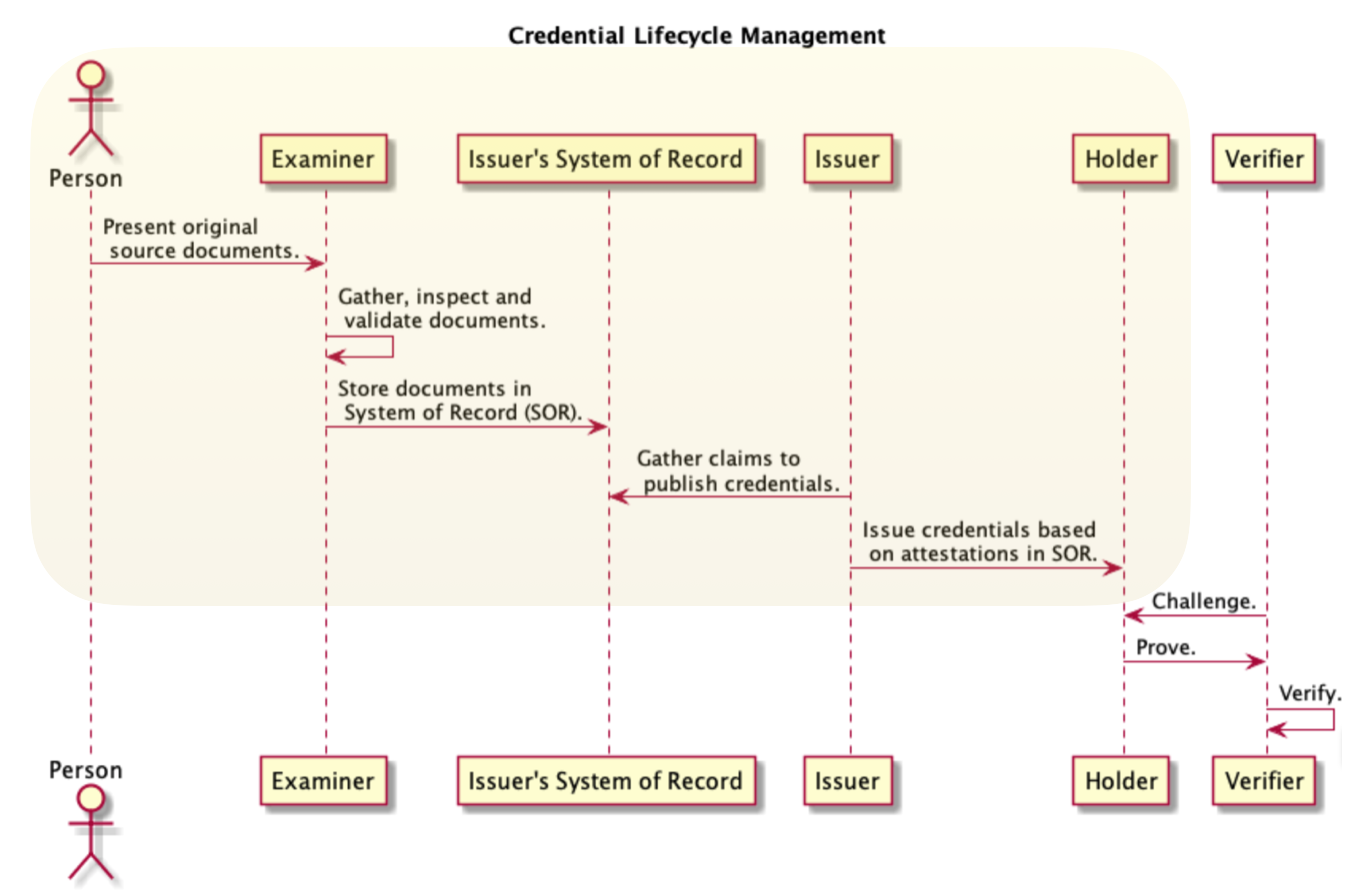 Credential Lifecycle Management
Person
Examiner
Issuer's System of Record
Issuer
Holder
Verifier
Present original
source documents.
Gather, inspect and
validate documents.
Store documents in
System of Record (SOR).
Gather claims to
publish credentials.
Issue credentials based
on attestations in SOR.
Challenge.
Prove.
Verify.
Person
Examiner
Issuer's System of Record
Issuer
Holder
Verifier